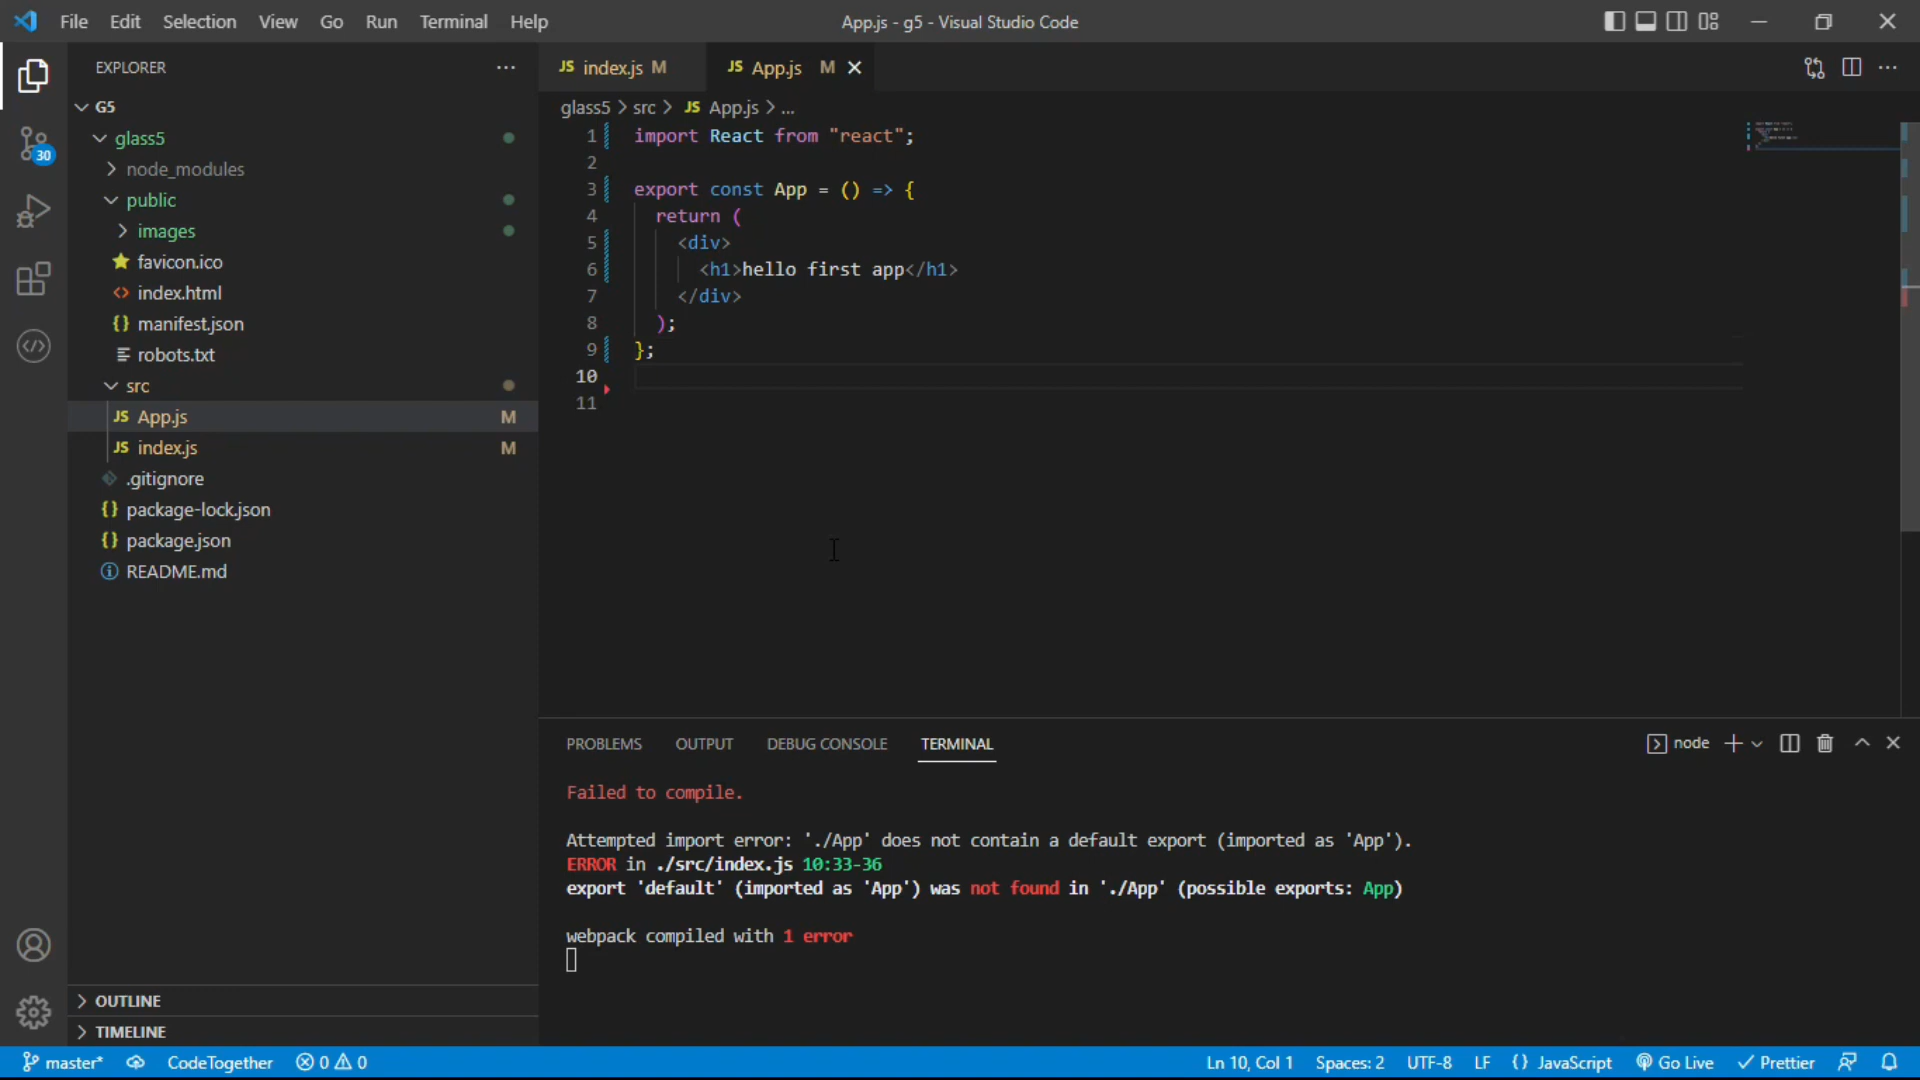 File Edit Selection View Go Run Terminal Help
App.js - g5 - Visual Studio Code
EXPLORER
G5
glass5
node_modules
public
images
favicon.ico
<> index.html
{} manifest.json
robots.txt
src
JS App.js M
JS index.js M
.gitignore
{} package-lock.json
{} package.json
README.md
OUTLINE
TIMELINE
30
JS index.js M
JS App.js M
glass5 > src > JS App.js > ...
1 import React from "react";
2
3 export const App = () => {
4 return (
5 <div>
6 <h1>hello first app</h1>
7 </div>
8 );
9 };
10
11
PROBLEMS OUTPUT DEBUG CONSOLE TERMINAL
node
Failed to compile.
Attempted import error: './App' does not contain a default export (imported as 'App').
ERROR in ./src/index.js 10:33-36
export 'default' (imported as 'App') was not found in './App' (possible exports: App)
webpack compiled with 1 error
master* CodeTogether 0 0
Ln 10, Col 1 Spaces: 2 UTF-8 LF {} JavaScript Go Live Prettier